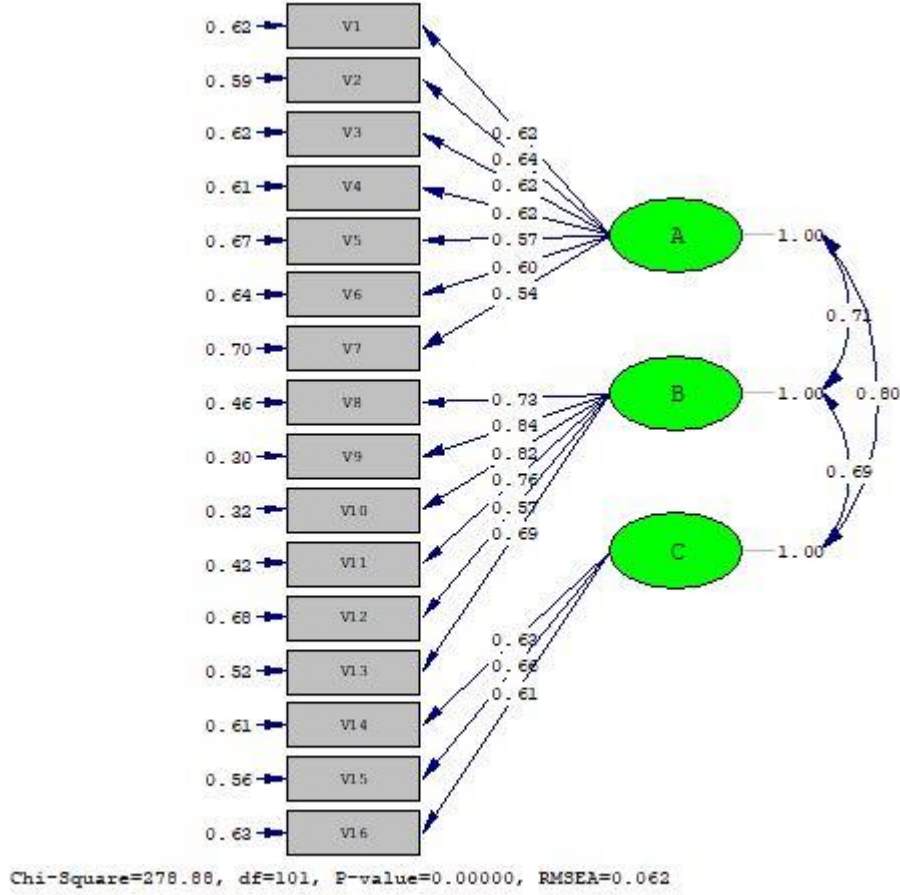 0.62 V1
0.59 V2
0.62 V3
0.61 V4
0.67 V5
0.64 V6
0.70 V7
0.46 V8
0.30 V9
0.32 V10
0.42 V11
0.68 V12
0.52 V13
0.61 V14
0.56 V15
0.63 V16
0.62
0.64
0.62
0.62
0.57
0.60
0.54
0.73
0.84
0.82
0.76
0.57
0.69
0.63
0.66
0.61
A 1.00
B 1.00
C 1.00
0.71
0.80
0.69
Chi-Square=278.88, df=101, P-value=0.00000, RMSEA=0.062